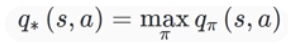 q_* (s, a) = max_π q_π (s, a)